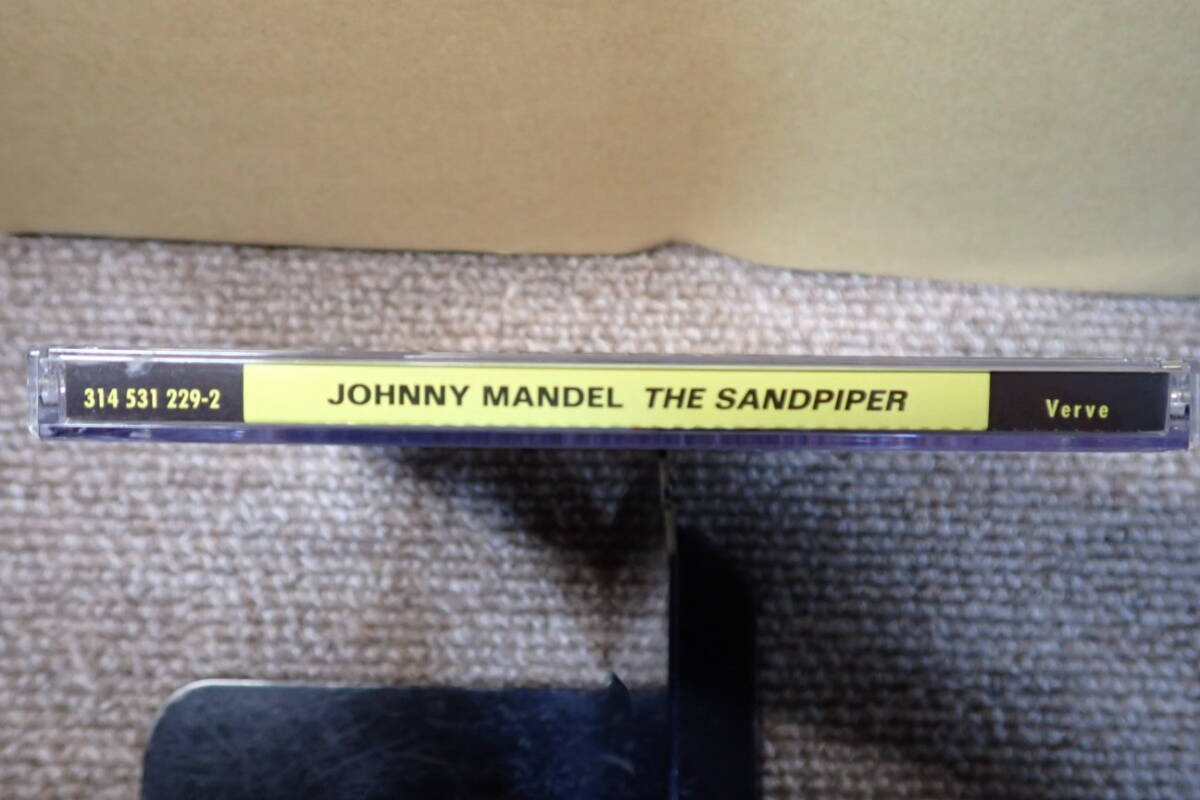 314 531 229-2 JOHNNY MANDEL THE SANDPIPER Verve